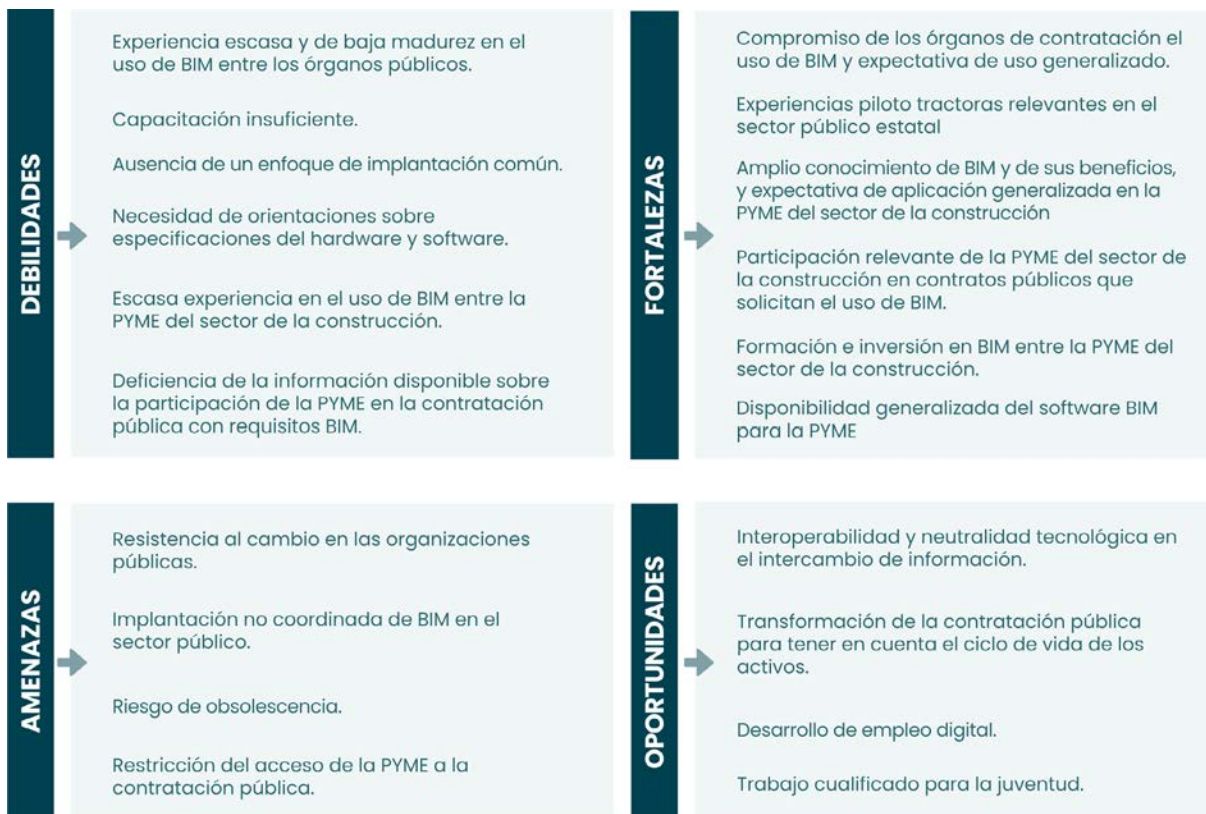 DEBILIDADES
Experiencia escasa y de baja madurez en el
uso de BIM entre los órganos públicos.
Capacitación insuficiente.
Ausencia de un enfoque de implantación común.
Necesidad de orientaciones sobre
especificaciones del hardware y software.
Escasa experiencia en el uso de BIM entre la
PYME del sector de la construcción.
Deficiencia de la información disponible sobre
la participación de la PYME en la contratación
pública con requisitos BIM.
FORTALEZAS
Compromiso de los órganos de contratación el
uso de BIM y expectativa de uso generalizado.
Experiencias piloto tractoras relevantes en el
sector público estatal
Amplio conocimiento de BIM y de sus beneficios,
y expectativa de aplicación generalizada en la
PYME del sector de la construcción
Participación relevante de la PYME del sector de
la construcción en contratos públicos que
solicitan el uso de BIM.
Formación e inversión en BIM entre la PYME del
sector de la construcción.
Disponibilidad generalizada del software BIM
para la PYME
AMENAZAS
Resistencia al cambio en las organizaciones
públicas.
Implantación no coordinada de BIM en el
sector público.
Riesgo de obsolescencia.
Restricción del acceso de la PYME a la
contratación pública.
OPORTUNIDADES
Interoperabilidad y neutralidad tecnológica en
el intercambio de información.
Transformación de la contratación pública
para tener en cuenta el ciclo de vida de los
activos.
Desarrollo de empleo digital.
Trabajo cualificado para la juventud.